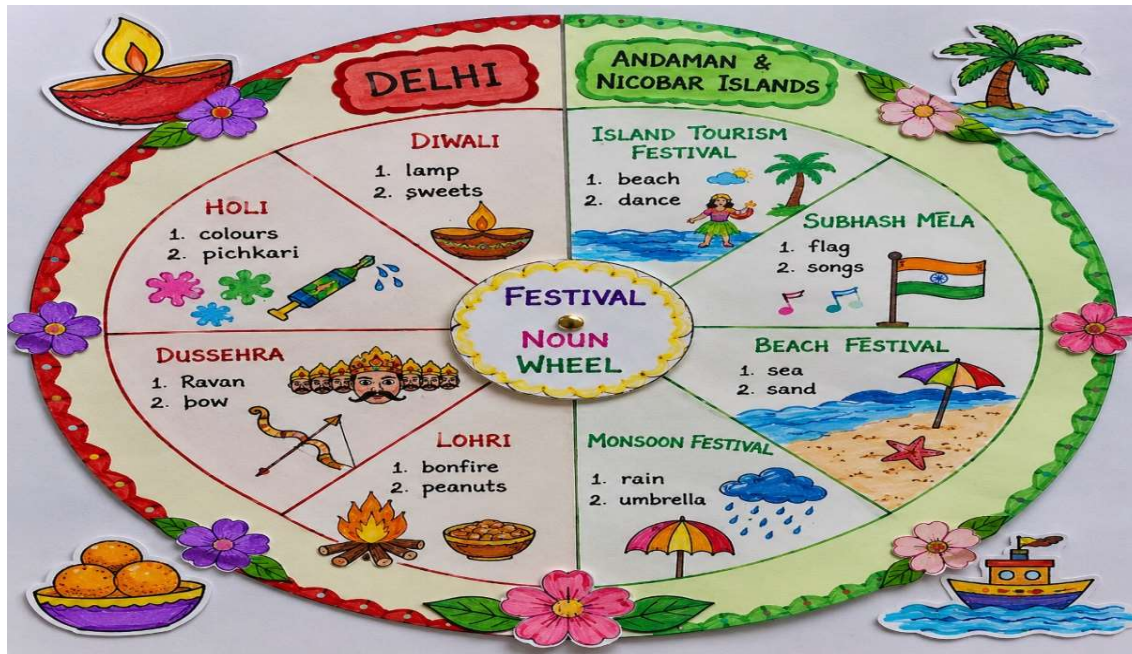 DELHI
DIWALI
1. lamp
2. sweets
HOLI
1. colours
2. pichkari
DUSSEHRA
1. Ravan
2. bow
LOHRI
1. bonfire
2. peanuts
ANDAMAN &
NICOBAR ISLANDS
ISLAND TOURISM
FESTIVAL
1. beach
2. dance
SUBHASH MELA
1. flag
2. songs
BEACH FESTIVAL
1. sea
2. sand
MONSOON FESTIVAL
1. rain
2. umbrella
FESTIVAL
NOUN
WHEEL